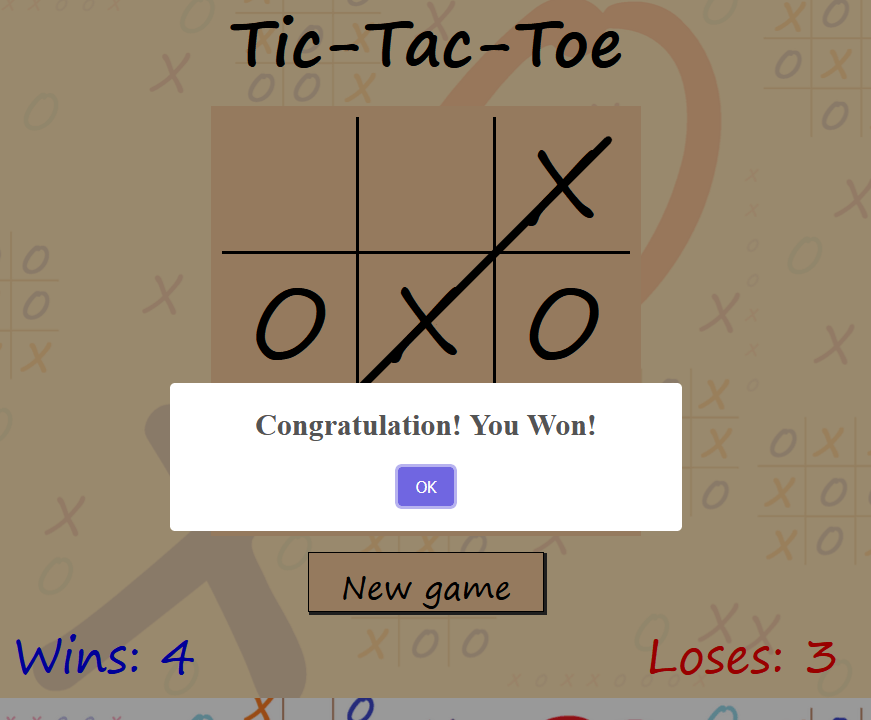 Tic-Tac-Toe
X
O X O
Congratulation! You Won!
OK
New game
Wins: 4
Loses: 3